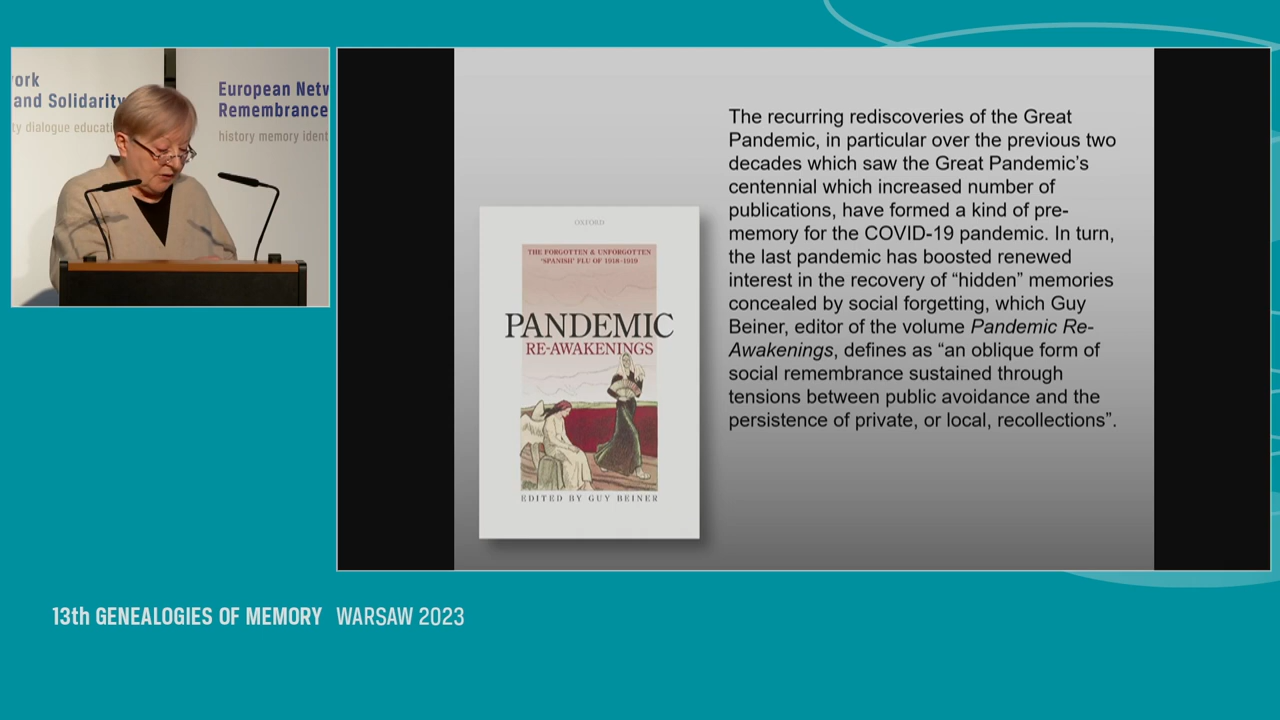 ork
and Solidarity
ty dialogue educati
European Netw
Remembrance
history memory ident
OXFORD
THE FORGOTTEN & UNFORGOTTEN
'SPANISH' FLU OF 1918-1919
PANDEMIC
RE-AWAKENINGS
EDITED BY GUY BEINER
The recurring rediscoveries of the Great
Pandemic, in particular over the previous two
decades which saw the Great Pandemic's
centennial which increased number of
publications, have formed a kind of pre-
memory for the COVID-19 pandemic. In turn,
the last pandemic has boosted renewed
interest in the recovery of “hidden” memories
concealed by social forgetting, which Guy
Beiner, editor of the volume Pandemic Re-
Awakenings, defines as “an oblique form of
social remembrance sustained through
tensions between public avoidance and the
persistence of private, or local, recollections”.
13th GENEALOGIES OF MEMORY WARSAW 2023